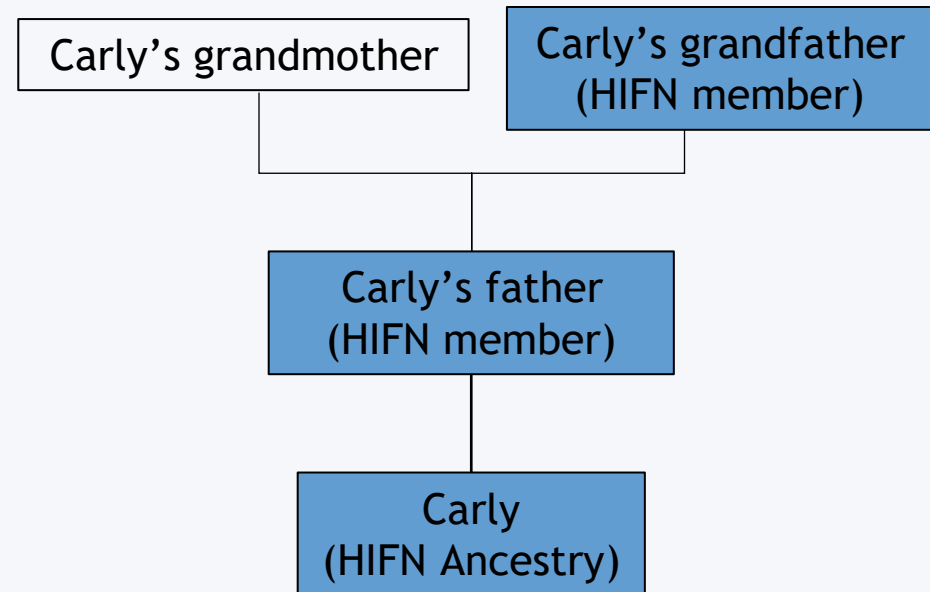 Carly’s grandmother
Carly’s grandfather
(HIFN member)
Carly’s father
(HIFN member)
Carly
(HIFN Ancestry)